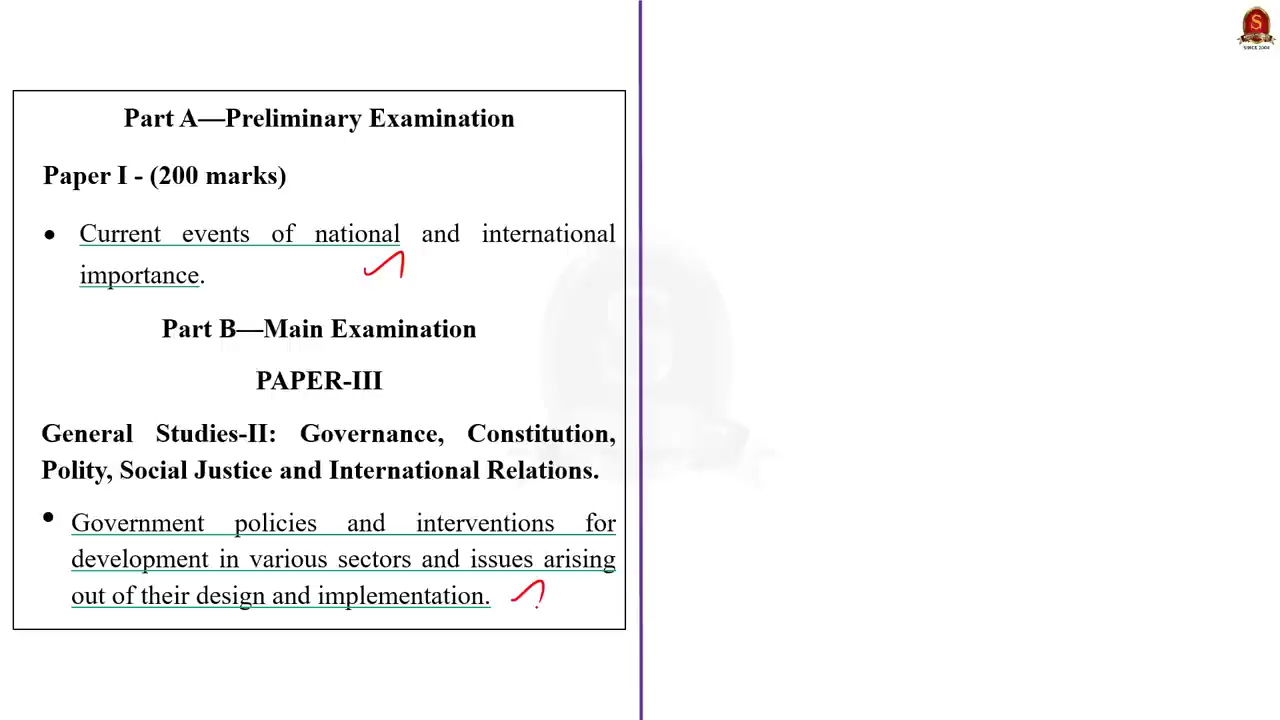 S
SINCE 2004
Part A—Preliminary Examination
Paper I - (200 marks)
• Current events of national and international
importance.
Part B—Main Examination
PAPER-III
General Studies-II: Governance, Constitution,
Polity, Social Justice and International Relations.
• Government policies and interventions for
development in various sectors and issues arising
out of their design and implementation.